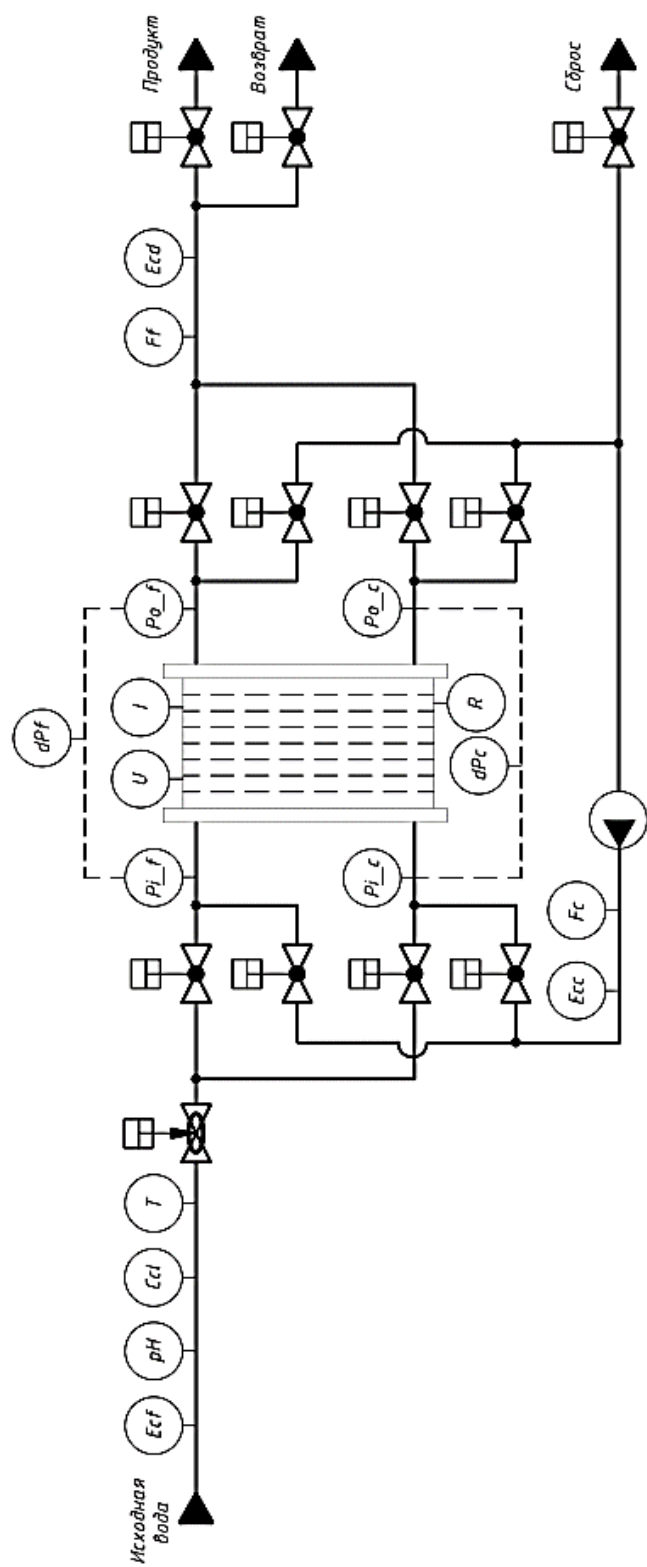 Исходная
вода
Ecf
pH
Ccl
T
Pi_f
Pi_c
dPf
U
I
R
dPc
Po_f
Po_c
Ecc
Fc
Ff
Ecd
Продукт
Возврат
Сброс